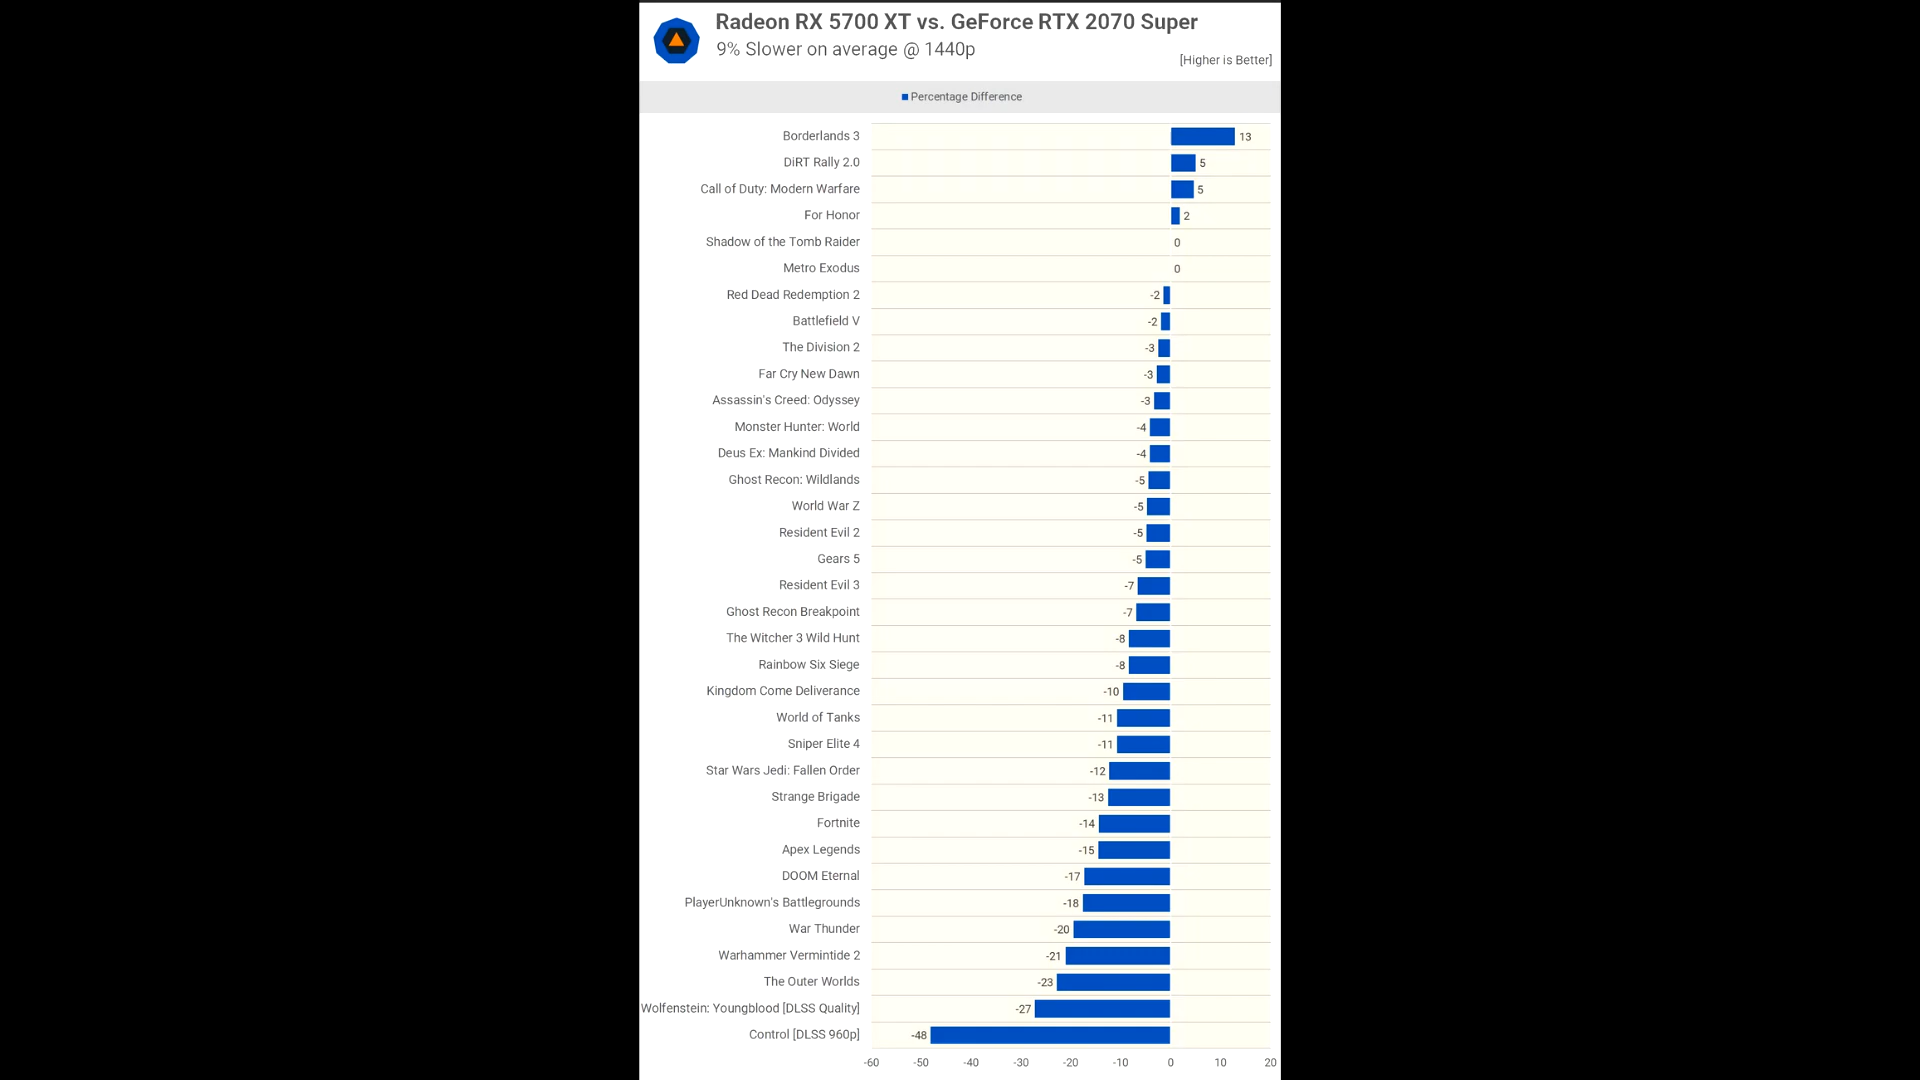 Radeon RX 5700 XT vs. GeForce RTX 2070 Super
9% Slower on average @ 1440p
[Higher is Better]
Percentage Difference
Borderlands 3 13
DiRT Rally 2.0 5
Call of Duty: Modern Warfare 5
For Honor 2
Shadow of the Tomb Raider 0
Metro Exodus 0
Red Dead Redemption 2 -2
Battlefield V -2
The Division 2 -3
Far Cry New Dawn -3
Assassin's Creed: Odyssey -3
Monster Hunter: World -4
Deus Ex: Mankind Divided -4
Ghost Recon: Wildlands -5
World War Z -5
Resident Evil 2 -5
Gears 5 -5
Resident Evil 3 -7
Ghost Recon Breakpoint -7
The Witcher 3 Wild Hunt -8
Rainbow Six Siege -8
Kingdom Come Deliverance -10
World of Tanks -11
Sniper Elite 4 -11
Star Wars Jedi: Fallen Order -12
Strange Brigade -13
Fortnite -14
Apex Legends -15
DOOM Eternal -17
PlayerUnknown's Battlegrounds -18
War Thunder -20
Warhammer Vermintide 2 -21
The Outer Worlds -23
Wolfenstein: Youngblood [DLSS Quality] -27
Control [DLSS 960p] -48
-60 -50 -40 -30 -20 -10 0 10 20